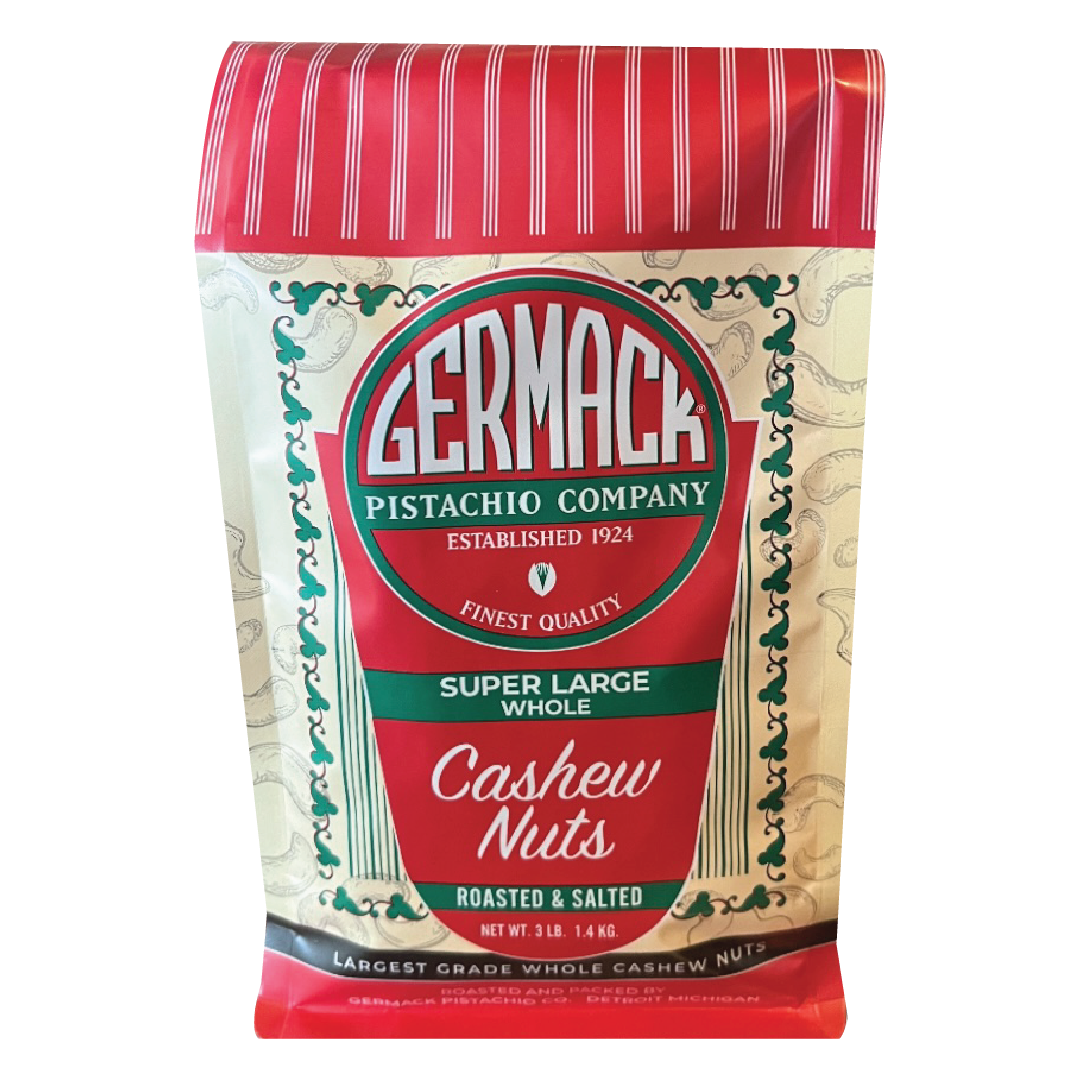 GERMACK®
PISTACHIO COMPANY
ESTABLISHED 1924
FINEST QUALITY
SUPER LARGE
WHOLE
Cashew
Nuts
ROASTED & SALTED
NET WT. 3 LB. 1.4 KG.
LARGEST GRADE WHOLE CASHEW NUTS
ROASTED AND PACKED BY
GERMACK PISTACHIO CO. DETROIT MICHIGAN